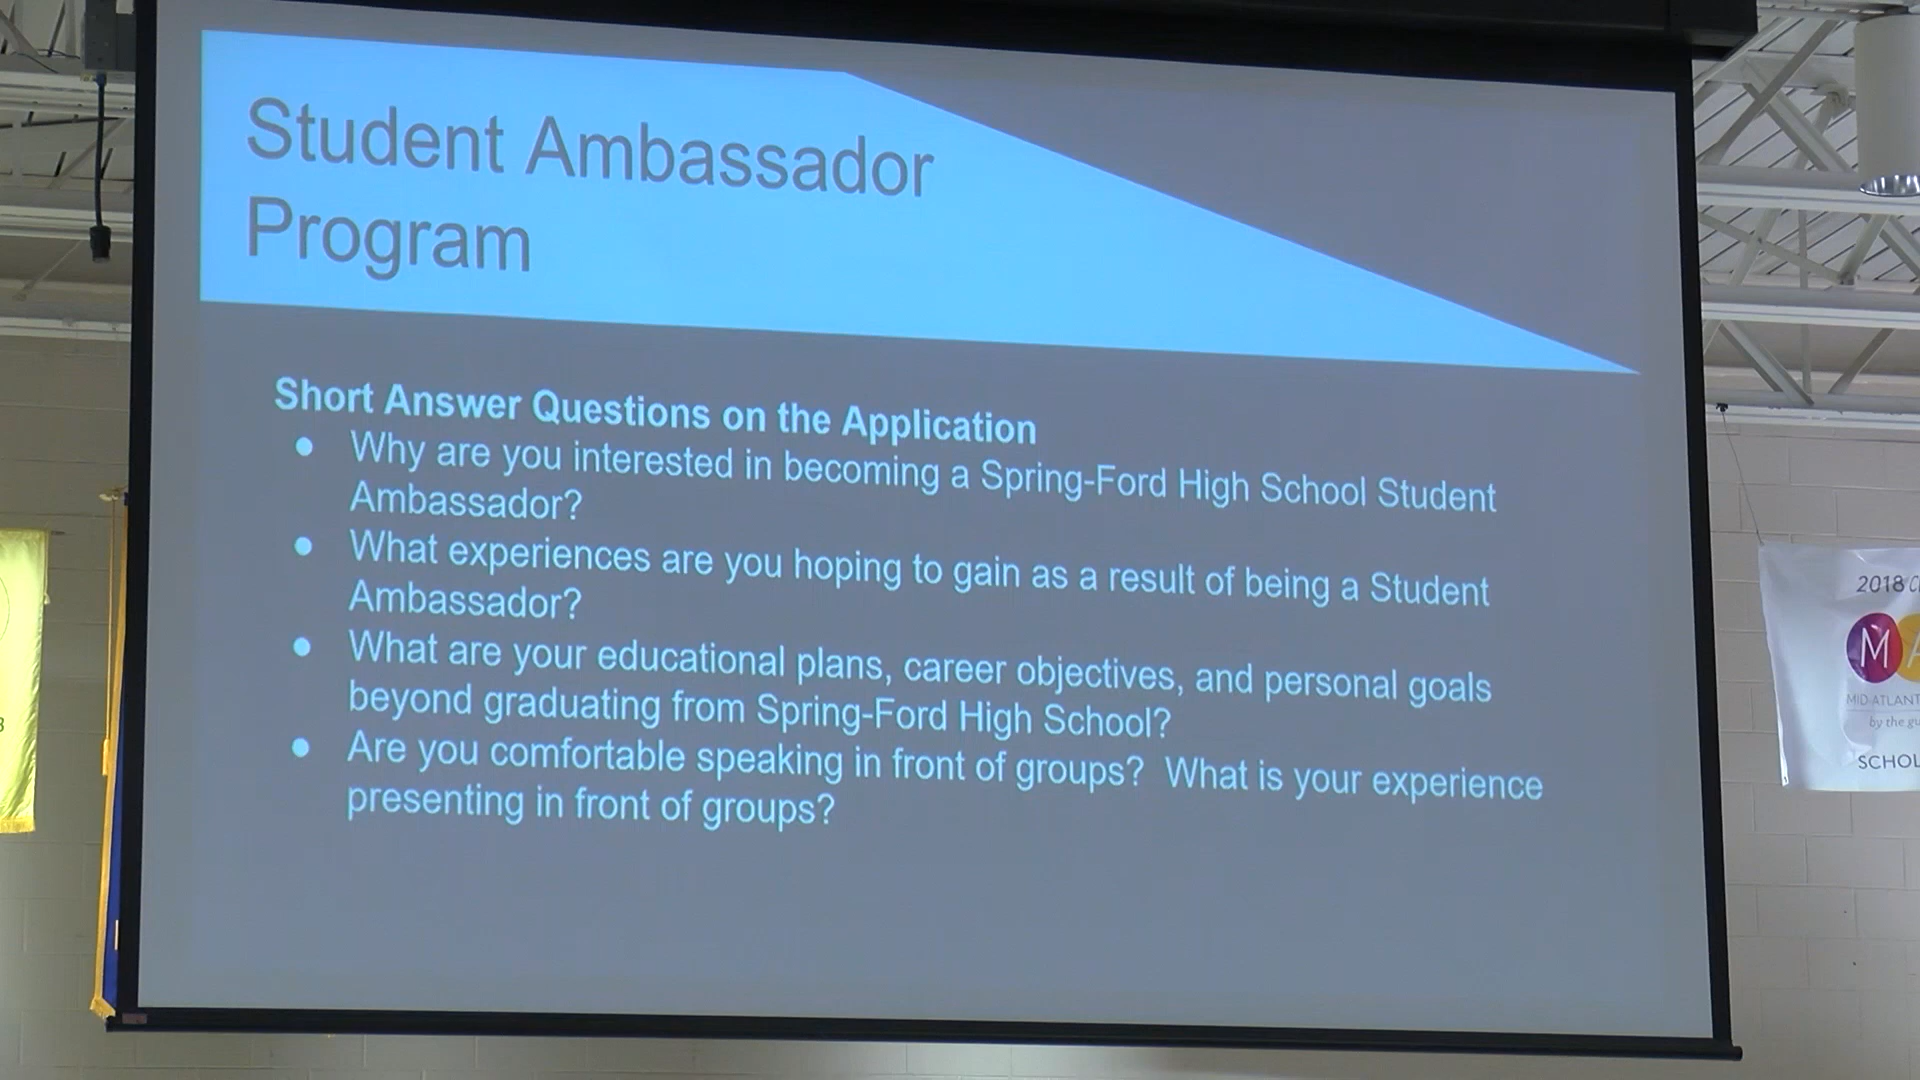 Student Ambassador
Program
Short Answer Questions on the Application
● Why are you interested in becoming a Spring-Ford High School Student
Ambassador?
● What experiences are you hoping to gain as a result of being a Student
Ambassador?
● What are your educational plans, career objectives, and personal goals
beyond graduating from Spring-Ford High School?
● Are you comfortable speaking in front of groups? What is your experience
presenting in front of groups?
2018
M
by the